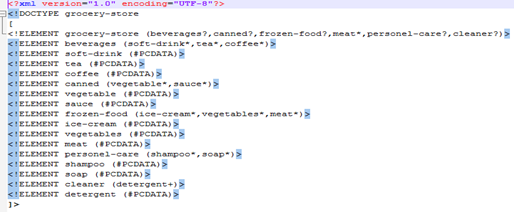 <?xml version="1.0" encoding="UTF-8"?>
<!DOCTYPE grocery-store
[
<!ELEMENT grocery-store (beverages?,canned?,frozen-food?,meat*,personel-care?,cleaner?)>
<!ELEMENT beverages (soft-drink*,tea*,coffee*)>
<!ELEMENT soft-drink (#PCDATA)>
<!ELEMENT tea (#PCDATA)>
<!ELEMENT coffee (#PCDATA)>
<!ELEMENT canned (vegetable*,sauce*)>
<!ELEMENT vegetable (#PCDATA)>
<!ELEMENT sauce (#PCDATA)>
<!ELEMENT frozen-food (ice-cream*,vegetables*,meat*)>
<!ELEMENT ice-cream (#PCDATA)>
<!ELEMENT vegetables (#PCDATA)>
<!ELEMENT meat (#PCDATA)>
<!ELEMENT personel-care (shampoo*,soap*)>
<!ELEMENT shampoo (#PCDATA)>
<!ELEMENT soap (#PCDATA)>
<!ELEMENT cleaner (detergent+)>
<!ELEMENT detergent (#PCDATA)>
]>